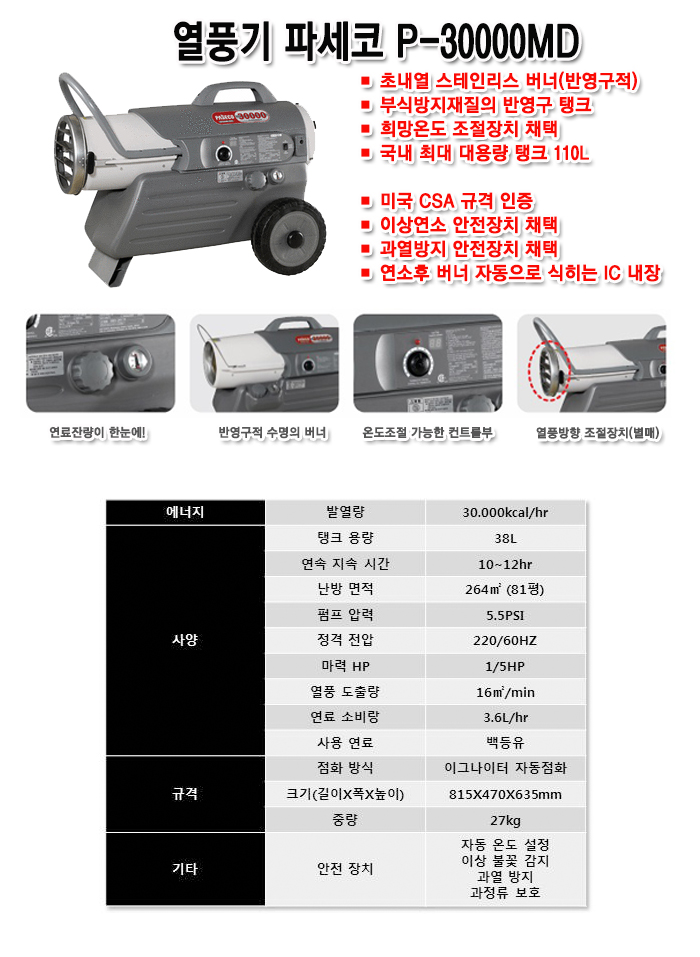 열풍기 파세코 P-30000MD
■ 초내열 스테인리스 버너(반영구적)
■ 부식방지재질의 반영구 탱크
■ 희망온도 조절장치 채택
■ 국내 최대 대용량 탱크 110L
■ 미국 CSA 규격 인증
■ 이상연소 안전장치 채택
■ 과열방지 안전장치 채택
■ 연소후 버너 자동으로 식히는 IC 내장
PASECO 30000
연료잔량이 한눈에!
반영구적 수명의 버너
온도조절 가능한 컨트롤부
열풍방향 조절장치(별매)
에너지 발열량 30.000kcal/hr
사양
탱크 용량 38L
연속 지속 시간 10~12hr
난방 면적 264㎡ (81평)
펌프 압력 5.5PSI
정격 전압 220/60HZ
마력 HP 1/5HP
열풍 도출량 16㎥/min
연료 소비량 3.6L/hr
사용 연료 백등유
규격
점화 방식 이그나이터 자동점화
크기(길이X폭X높이) 815X470X635mm
중량 27kg
기타
안전 장치
자동 온도 설정
이상 불꽃 감지
과열 방지
과정류 보호